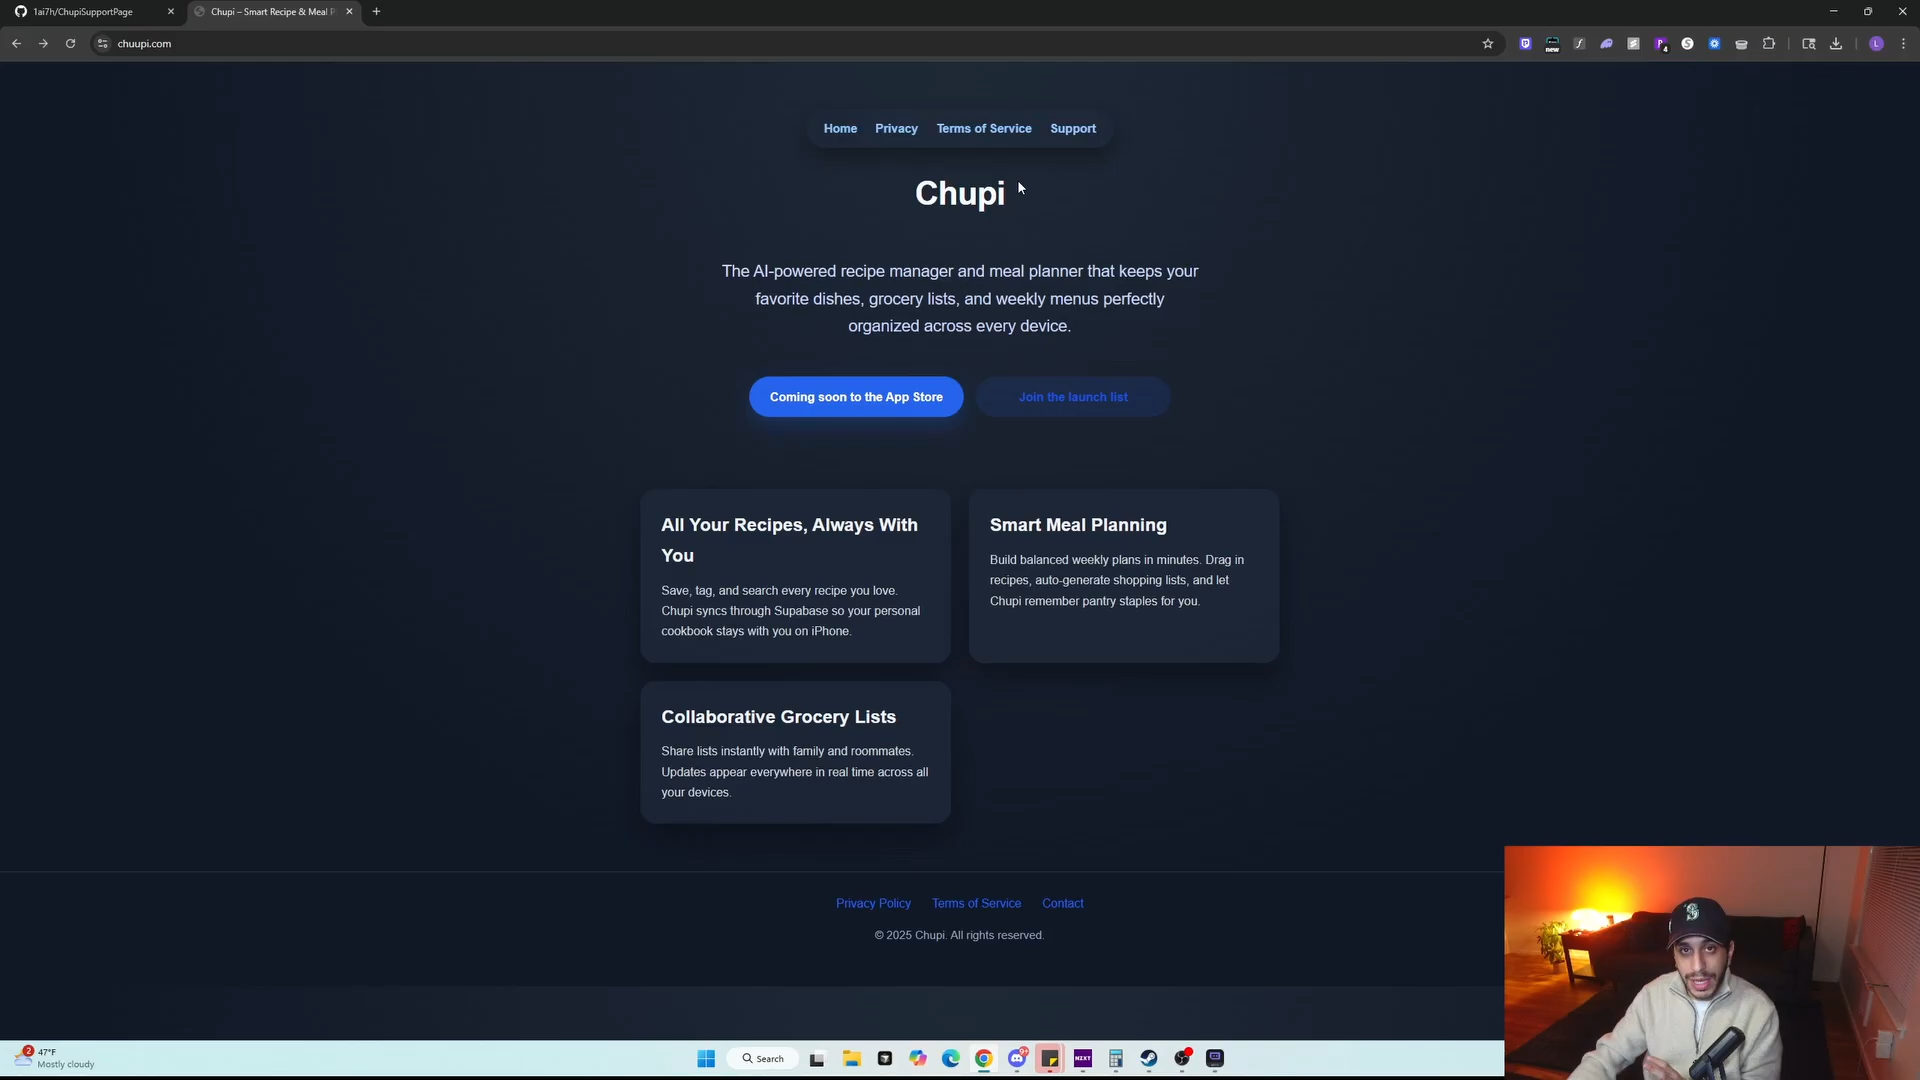 1ai7h/ChupiSupportPage
Chupi – Smart Recipe & Meal P
chuupi.com
new
4
L
Home Privacy Terms of Service Support
Chupi
The AI-powered recipe manager and meal planner that keeps your
favorite dishes, grocery lists, and weekly menus perfectly
organized across every device.
Coming soon to the App Store
Join the launch list
All Your Recipes, Always With
You
Save, tag, and search every recipe you love.
Chupi syncs through Supabase so your personal
cookbook stays with you on iPhone.
Smart Meal Planning
Build balanced weekly plans in minutes. Drag in
recipes, auto-generate shopping lists, and let
Chupi remember pantry staples for you.
Collaborative Grocery Lists
Share lists instantly with family and roommates.
Updates appear everywhere in real time across all
your devices.
Privacy Policy Terms of Service Contact
© 2025 Chupi. All rights reserved.
2
47°F
Mostly cloudy
Search